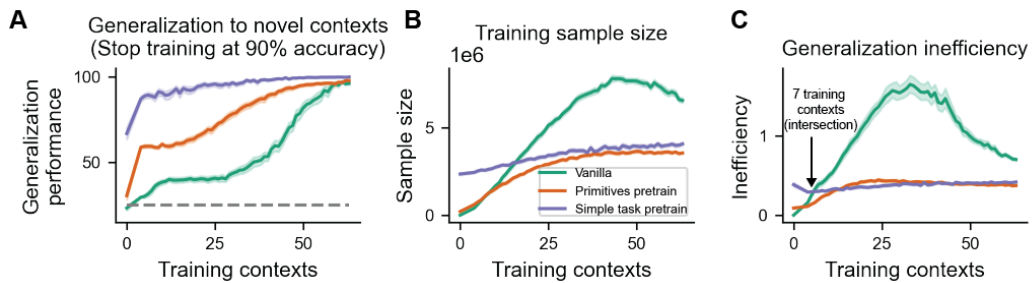 A
Generalization to novel contexts
(Stop training at 90% accuracy)
Generalization
performance
100
50
0
25
50
Training contexts
B
Training sample size
1e6
Sample size
5
0
Vanilla
Primitives pretrain
Simple task pretrain
0
25
50
Training contexts
C
Generalization inefficiency
7 training
contexts
(intersection)
Inefficiency
1
0
0
25
50
Training contexts